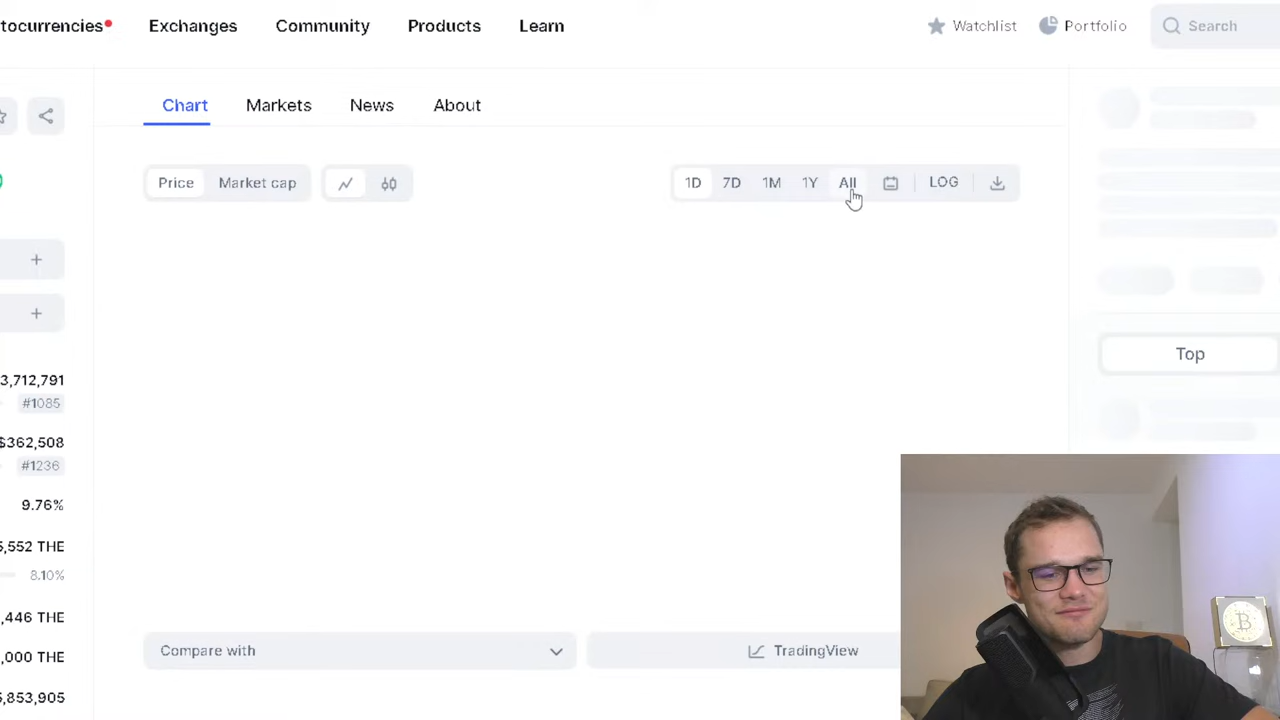 tocurrencies Exchanges Community Products Learn Watchlist Portfolio Search
Chart Markets News About
Price Market cap 1D 7D 1M 1Y All LOG
Top
3,712,791
#1085
$362,508
#1236
9.76%
5,552 THE
8.10%
,446 THE
,000 THE
6,853,905
Compare with TradingView